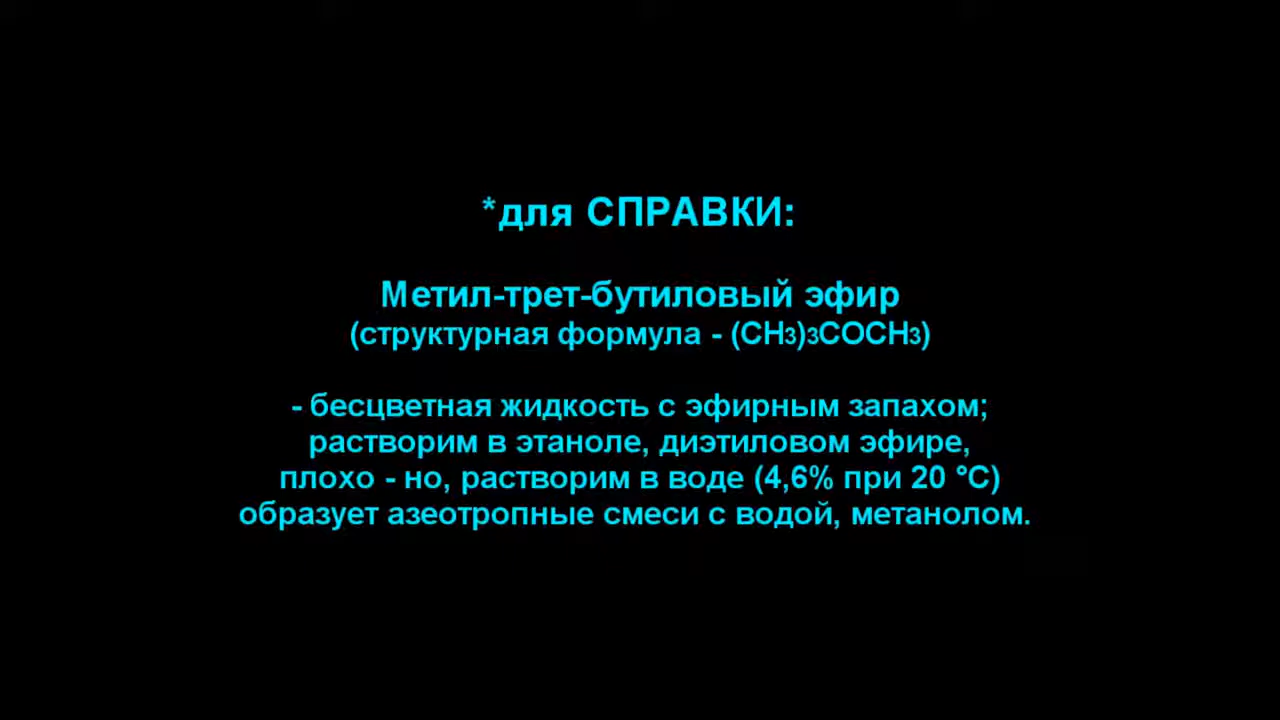 *для СПРАВКИ:
Метил-трет-бутиловый эфир
(структурная формула - (CH3)3COCH3)
- бесцветная жидкость с эфирным запахом;
растворим в этаноле, диэтиловом эфире,
плохо - но, растворим в воде (4,6% при 20 °C)
образует азеотропные смеси с водой, метанолом.